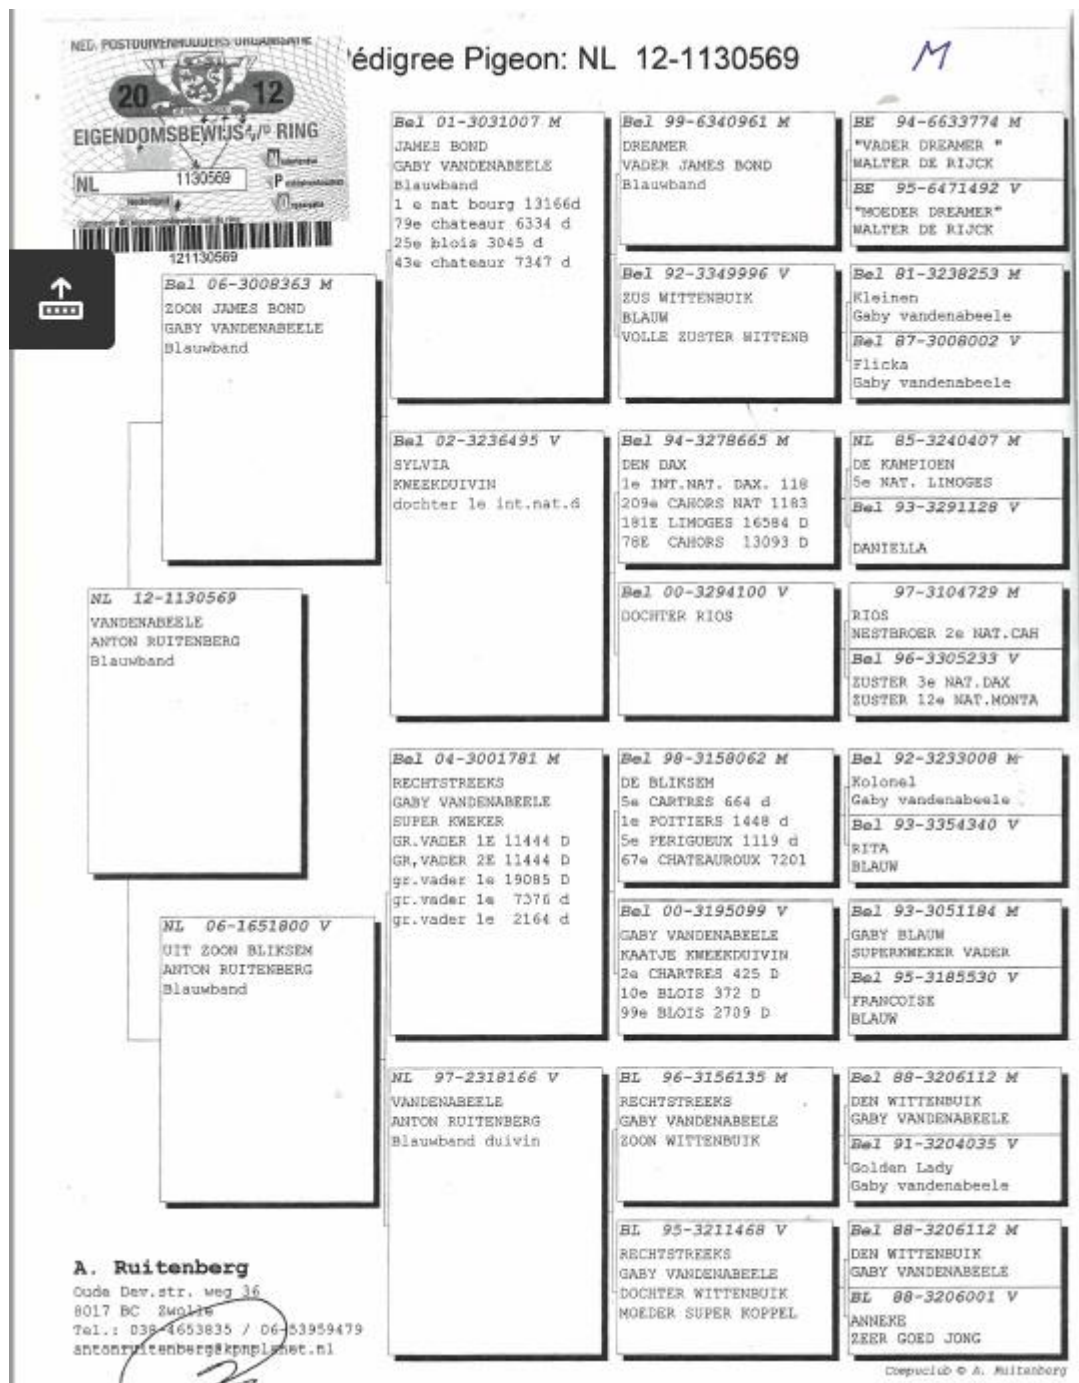 NED. POSTDUIVENHOUDERS ORGANISATIE
édigree Pigeon: NL 12-1130569
M
20 12
EIGENDOMSBEWIJS v/D RING
NL 1130569
Nederland
121130569
Bel 06-3008363 M
ZOON JAMES BOND
GABY VANDENABEELE
Blauwband
NL 12-1130569
VANDENABEELE
ANTON RUITENBERG
Blauwband
NL 06-1651800 V
UIT ZOON BLIKSEM
ANTON RUITENBERG
Blauwband
Bel 01-3031007 M
JAMES BOND
GABY VANDENABEELE
Blauwband
1 e nat bourg 13166d
79e chateaur 6334 d
25e blois 3045 d
43e chateaur 7347 d
Bel 02-3236495 V
SYLVIA
KWEEKDUIVIN
dochter 1e int.nat.d
Bel 04-3001781 M
RECHTSTREEKS
GABY VANDENABEELE
SUPER KWEKER
GR.VADER 1E 11444 D
GR,VADER 2E 11444 D
gr.vader 1e 19085 D
gr.vader 1e 7376 d
gr.vader 1e 2164 d
NL 97-2318166 V
VANDENABEELE
ANTON RUITENBERG
Blauwband duivin
Bel 99-6340961 M
DREAMER
VADER JAMES BOND
Blauwband
Bel 92-3349996 V
ZUS WITTENBUIK
BLAUW
VOLLE ZUSTER WITTENB
Bel 94-3278665 M
DEN DAX
1e INT.NAT. DAX. 118
209e CAHORS NAT 1183
181E LIMOGES 16584 D
78E CAHORS 13093 D
Bel 00-3294100 V
DOCHTER RIOS
Bel 98-3158062 M
DE BLIKSEM
5e CARTRES 664 d
1e POITIERS 1448 d
5e PERIGUEUX 1119 d
67e CHATEAUROUX 7201
Bel 00-3195099 V
GABY VANDENABEELE
KAATJE KWEEKDUIVIN
2e CHARTRES 425 D
10e BLOIS 372 D
99e BLOIS 2709 D
BL 96-3156135 M
RECHTSTREEKS
GABY VANDENABEELE
ZOON WITTENBUIK
BL 95-3211468 V
RECHTSTREEKS
GABY VANDENABEELE
DOCHTER WITTENBUIK
MOEDER SUPER KOPPEL
BE 94-6633774 M
"VADER DREAMER "
WALTER DE RIJCK
BE 95-6471492 V
"MOEDER DREAMER"
WALTER DE RIJCK
Bel 81-3238253 M
Kleinen
Gaby vandenabeele
Bel 87-3008002 V
Flicka
Gaby vandenabeele
NL 85-3240407 M
DE KAMPIOEN
5e NAT. LIMOGES
Bel 93-3291128 V
DANIELLA
97-3104729 M
RIOS
NESTBROER 2e NAT.CAH
Bel 96-3305233 V
ZUSTER 3e NAT.DAX
ZUSTER 12e NAT.MONTA
Bel 92-3233008 M
Kolonel
Gaby vandenabeele
Bel 93-3354340 V
RITA
BLAUW
Bel 93-3051184 M
GABY BLAUW
SUPERKWEKER VADER
Bel 95-3185530 V
FRANCOISE
BLAUW
Bel 88-3206112 M
DEN WITTENBUIK
GABY VANDENABEELE
Bel 91-3204035 V
Golden Lady
Gaby vandenabeele
Bel 88-3206112 M
DEN WITTENBUIK
GABY VANDENABEELE
BL 88-3206001 V
ANNEKE
ZEER GOED JONG
A. Ruitenberg
Oude Dev.str. weg 36
8017 BC Zwolle
Tel.: 038-4653835 / 06-53959479
antonruitenberg@kpnplanet.nl
Compuclub © A. Ruitenberg